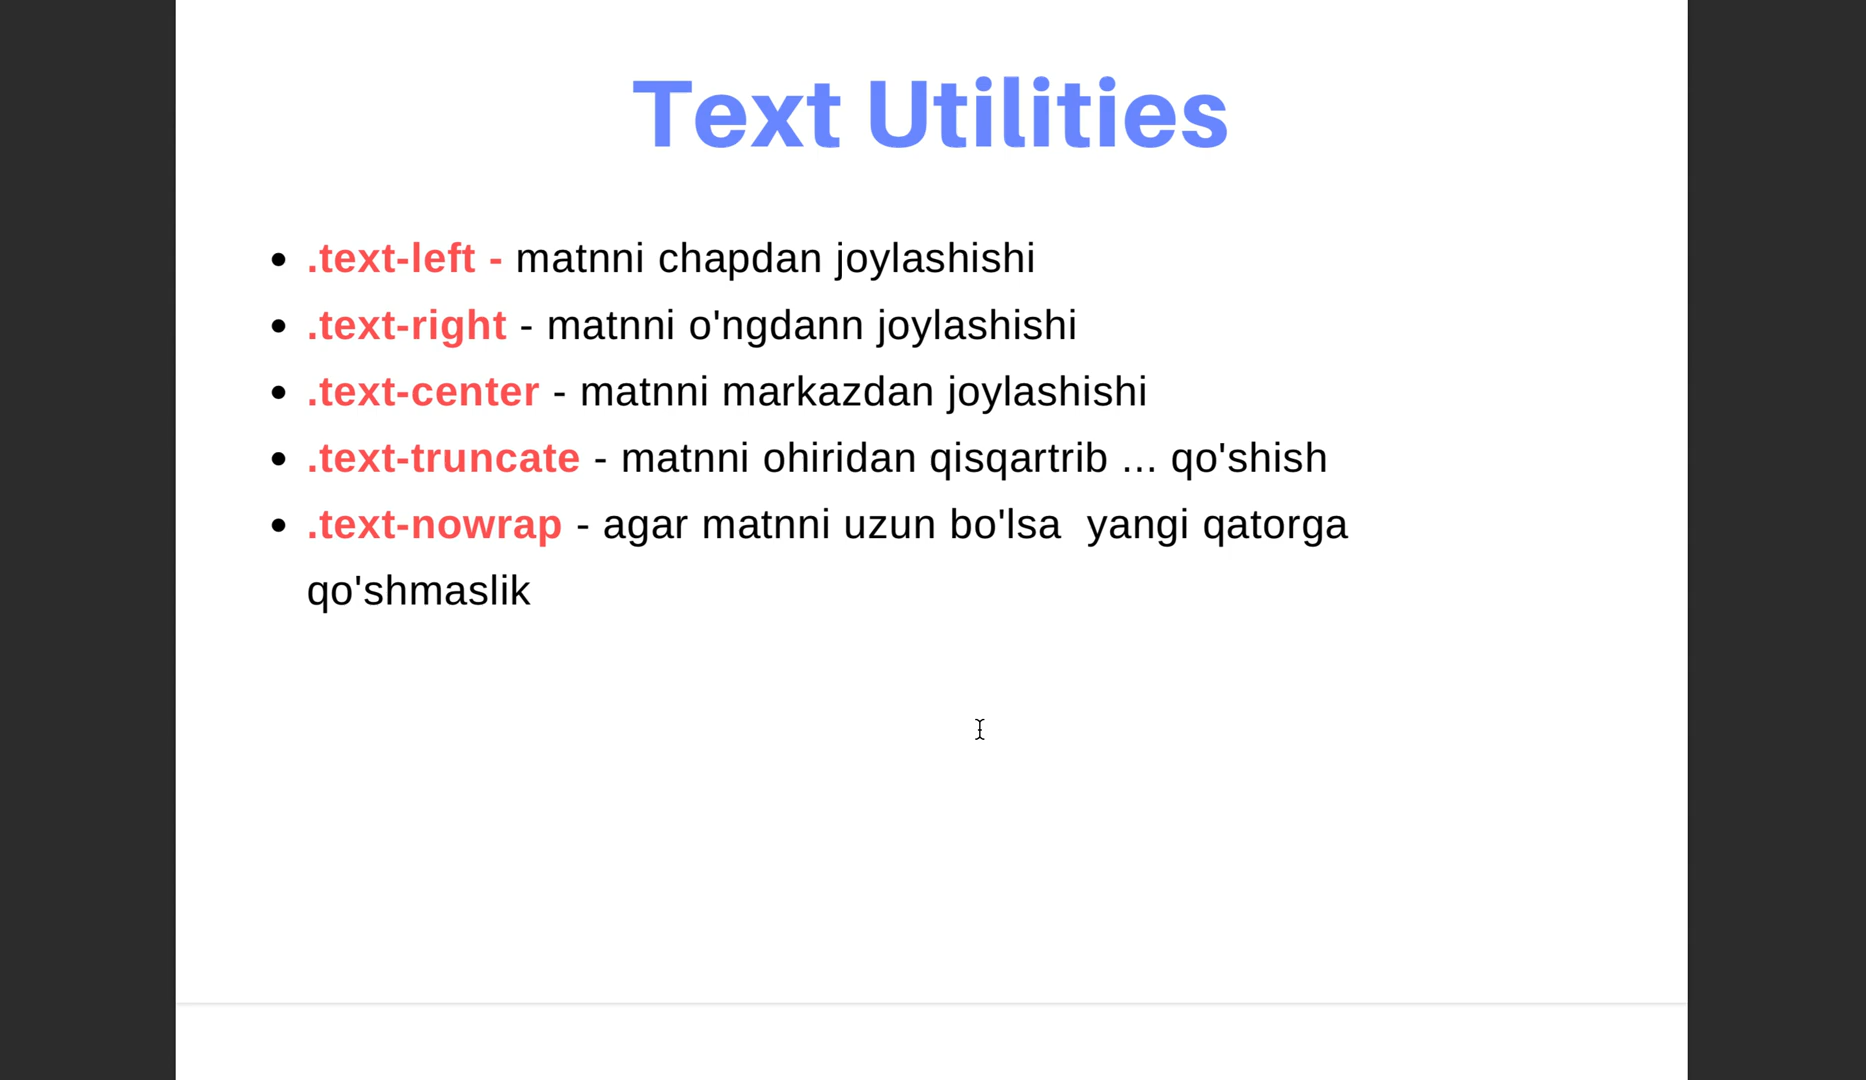 Text Utilities
.text-left - matnni chapdan joylashishi
.text-right - matnni o'ngdann joylashishi
.text-center - matnni markazdan joylashishi
.text-truncate - matnni ohiridan qisqartrib ... qo'shish
.text-nowrap - agar matnni uzun bo'lsa  yangi qatorga
qo'shmaslik